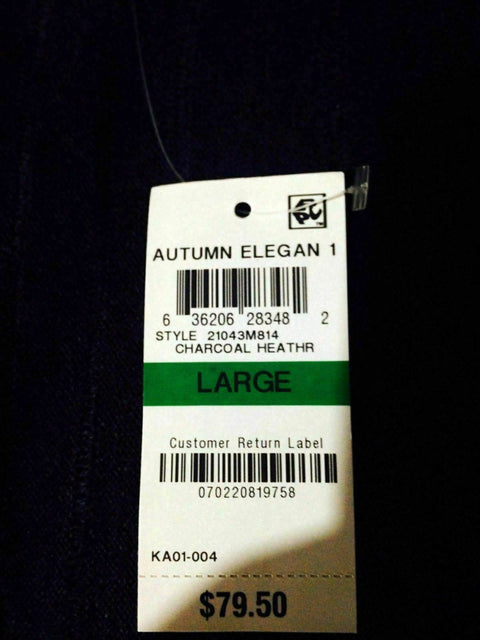 AUTUMN ELEGAN 1
6 36206 28348 2
STYLE 21043M814
CHARCOAL HEATHR
LARGE
Customer Return Label
070220819758
KA01-004
$79.50